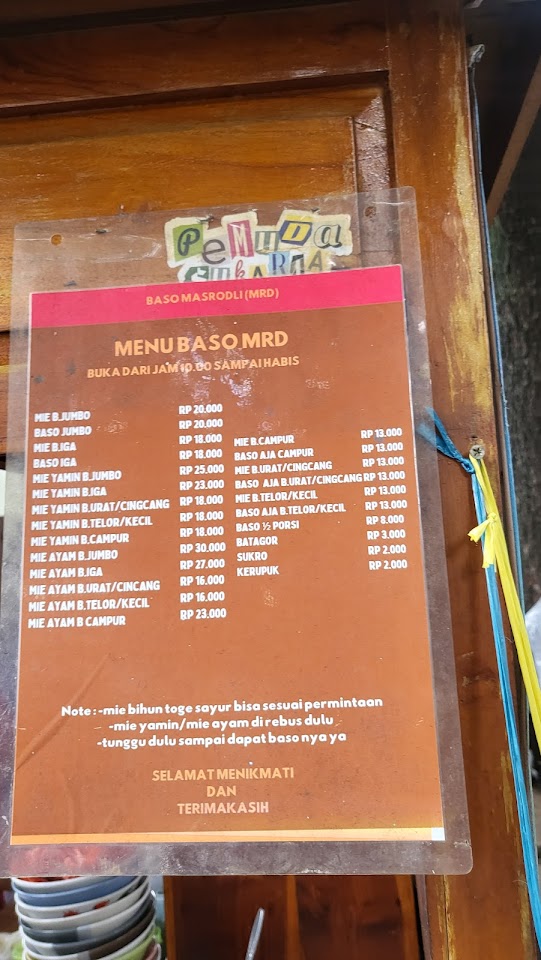 PeMuDa
EukARIA
BASO MASRODLI (MRD)
MENU BASO MRD
BUKA DARI JAM 10.00 SAMPAI HABIS
MIE B.JUMBO RP 20.000
BASO JUMBO RP 20.000
MIE B.IGA RP 18.000
BASO IGA RP 18.000
MIE YAMIN B.JUMBO RP 25.000
MIE YAMIN B.IGA RP 23.000
MIE YAMIN B.URAT/CINGCANG RP 18.000
MIE YAMIN B.TELOR/KECIL RP 18.000
MIE YAMIN B.CAMPUR RP 18.000
MIE AYAM B.JUMBO RP 30.000
MIE AYAM B.IGA RP 27.000
MIE AYAM B.URAT/CINCANG RP 16.000
MIE AYAM B.TELOR/KECIL RP 16.000
MIE AYAM B CAMPUR RP 23.000
MIE B.CAMPUR RP 13.000
BASO AJA CAMPUR RP 13.000
MIE B.URAT/CINGCANG RP 13.000
BASO AJA B.URAT/CINGCANG RP 13.000
MIE B.TELOR/KECIL RP 13.000
BASO AJA B.TELOR/KECIL RP 13.000
BASO ½ PORSI RP 8.000
BATAGOR RP 3.000
SUKRO RP 2.000
KERUPUK RP 2.000
Note : -mie bihun toge sayur bisa sesuai permintaan
-mie yamin/mie ayam di rebus dulu
-tunggu dulu sampai dapat baso nya ya
SELAMAT MENIKMATI
DAN
TERIMAKASIH